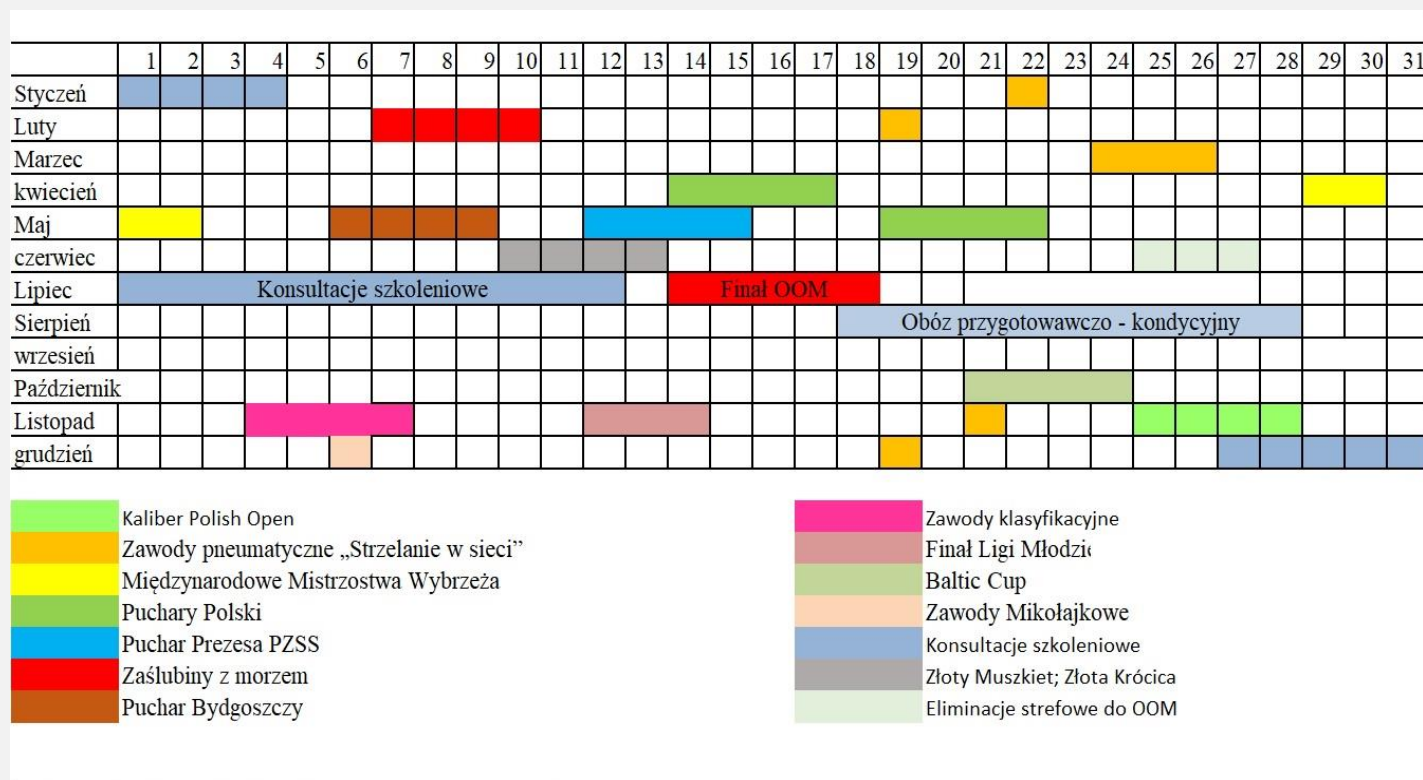 1 2 3 4 5 6 7 8 9 10 11 12 13 14 15 16 17 18 19 20 21 22 23 24 25 26 27 28 29 30 31
Styczeń
Luty
Marzec
kwiecień
Maj
czerwiec
Lipiec Konsultacje szkoleniowe Finał OOM
Sierpień Obóz przygotowawczo - kondycyjny
wrzesień
Październik
Listopad
grudzień
Kaliber Polish Open
Zawody pneumatyczne „Strzelanie w sieci”
Międzynarodowe Mistrzostwa Wybrzeża
Puchary Polski
Puchar Prezesa PZSS
Zaślubiny z morzem
Puchar Bydgoszczy
Zawody klasyfikacyjne
Finał Ligi Młodzie
Baltic Cup
Zawody Mikołajkowe
Konsultacje szkoleniowe
Złoty Muszkiet; Złota Krócica
Eliminacje strefowe do OOM